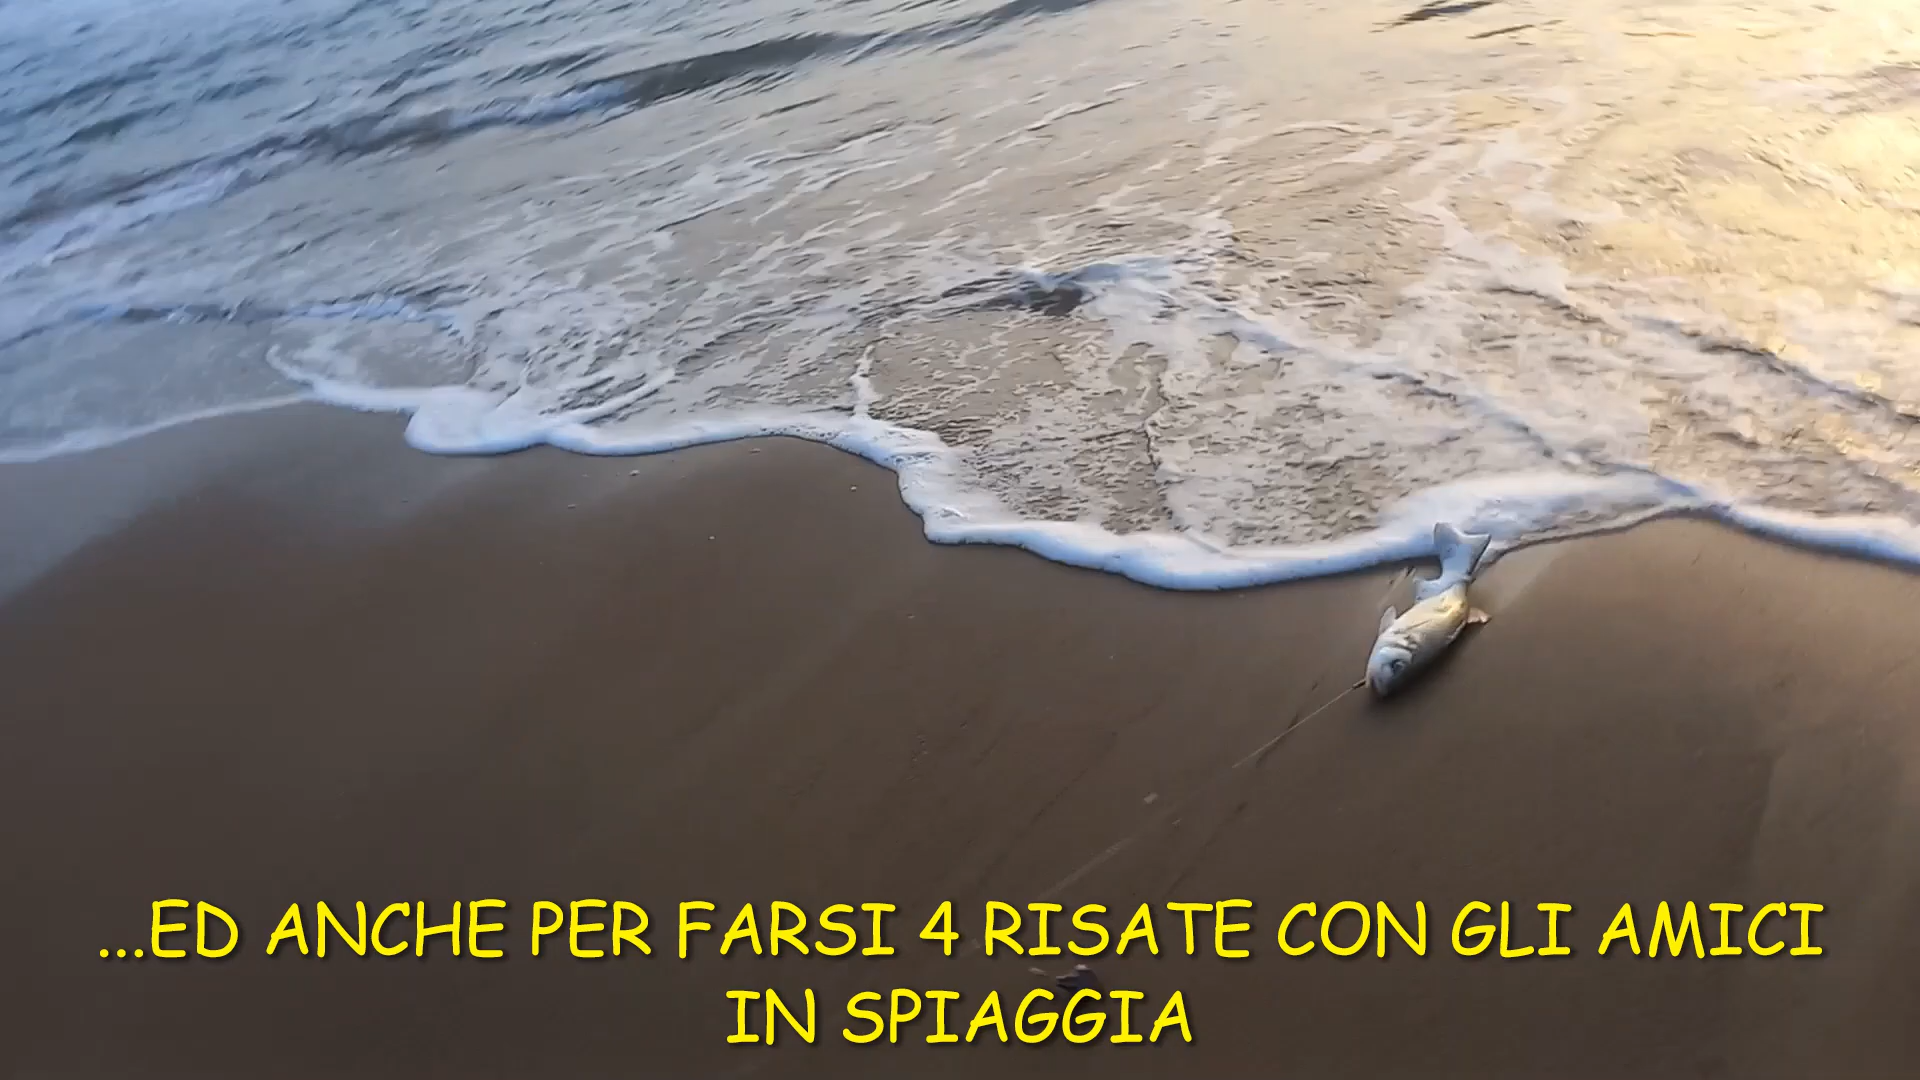 ...ED ANCHE PER FARSI 4 RISATE CON GLI AMICI
IN SPIAGGIA